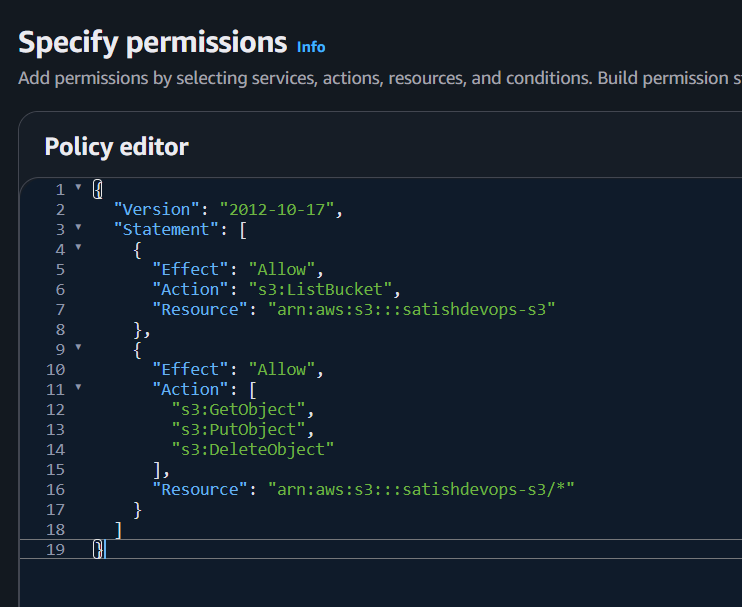 Specify permissions Info
Add permissions by selecting services, actions, resources, and conditions. Build permission s
Policy editor
1 {
2 "Version": "2012-10-17",
3 "Statement": [
4 {
5 "Effect": "Allow",
6 "Action": "s3:ListBucket",
7 "Resource": "arn:aws:s3:::satishdevops-s3"
8 },
9 {
10 "Effect": "Allow",
11 "Action": [
12 "s3:GetObject",
13 "s3:PutObject",
14 "s3:DeleteObject"
15 ],
16 "Resource": "arn:aws:s3:::satishdevops-s3/*"
17 }
18 ]
19 }